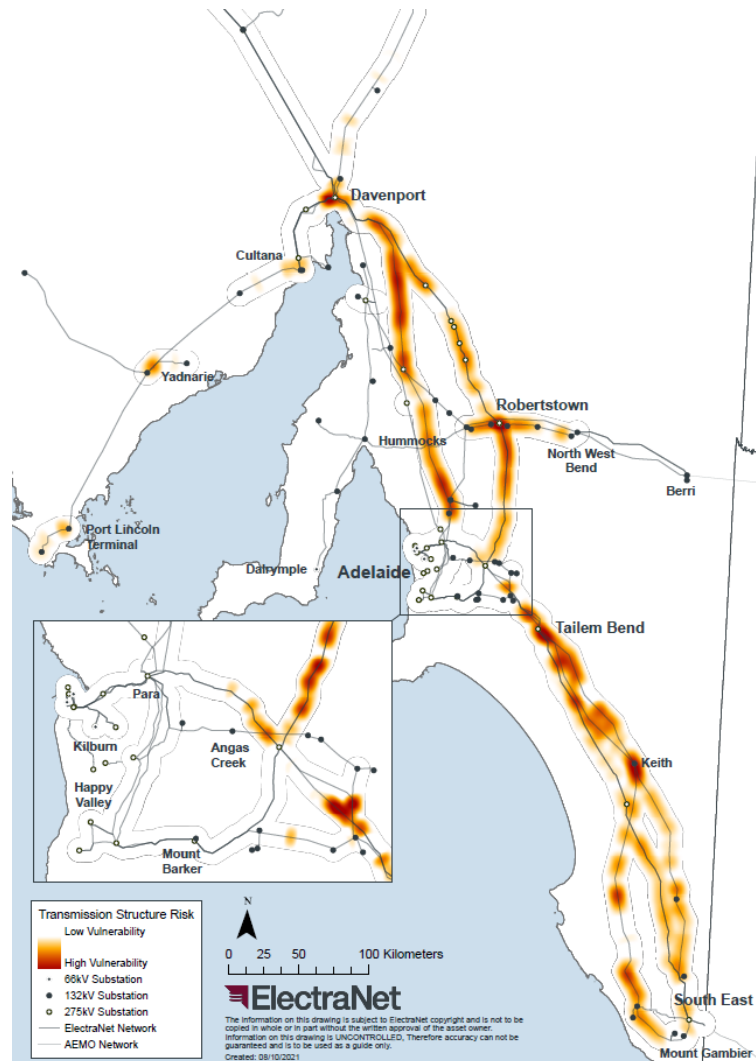 Davenport
Cultana
Yadnarie
Robertstown
Hummocks
North West
Bend
Berri
Port Lincoln
Terminal
Dalrymple
Adelaide
Tailem Bend
Para
Kilburn
Angas
Creek
Happy
Valley
Mount
Barker
Keith
South East
Mount Gambier
Transmission Structure Risk
Low Vulnerability
High Vulnerability
66kV Substation
132kV Substation
275kV Substation
ElectraNet Network
AEMO Network
N
0 25 50 100 Kilometers
ElectraNet
The information on this drawing is subject to ElectraNet copyright and is not to be
copied in whole or in part without the written approval of the asset owner.
Information on this drawing is UNCONTROLLED, Therefore accuracy can not be
guaranteed and is to be used as a guide only.
Created: 08/10/2021